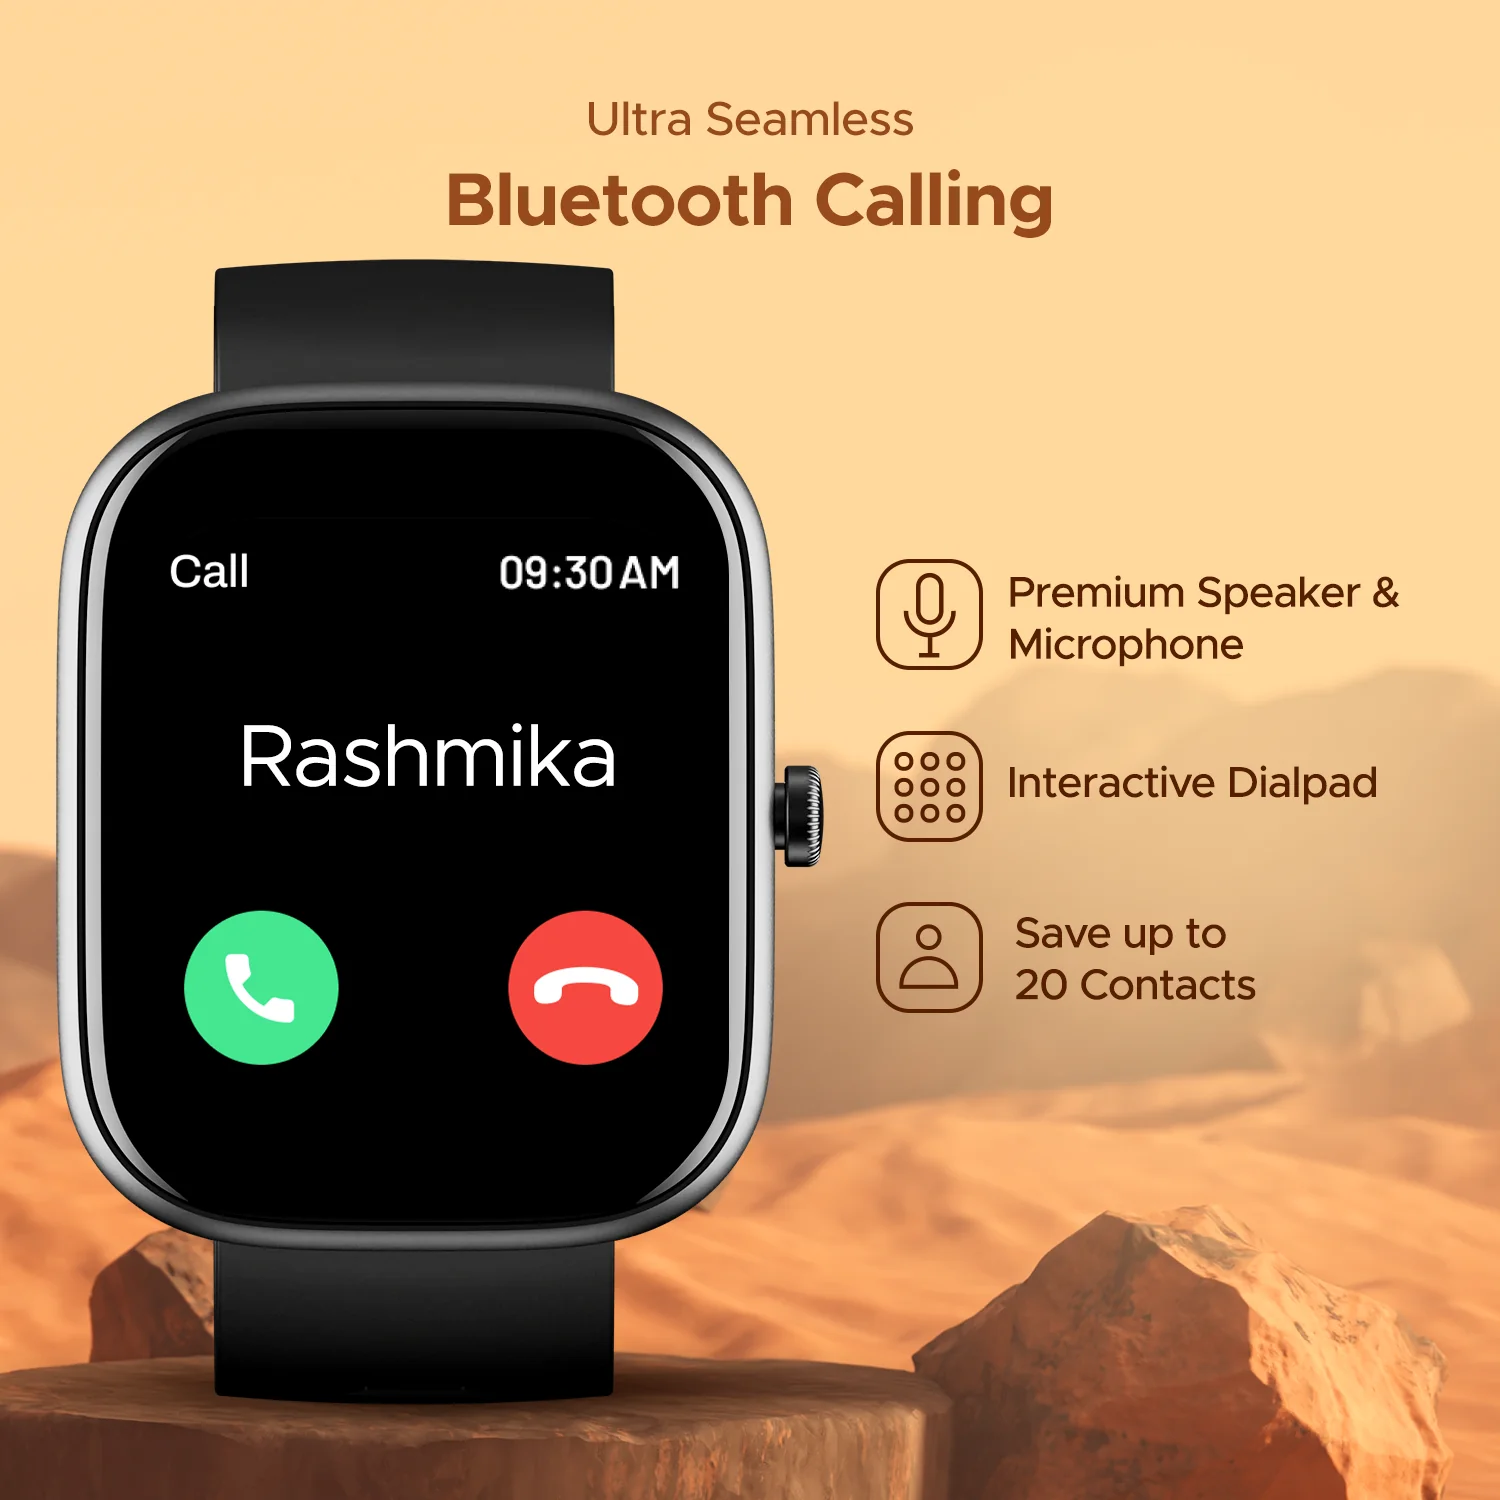 Ultra Seamless
Bluetooth Calling
Call 09:30 AM
Rashmika
Premium Speaker &
Microphone
Interactive Dialpad
Save up to
20 Contacts